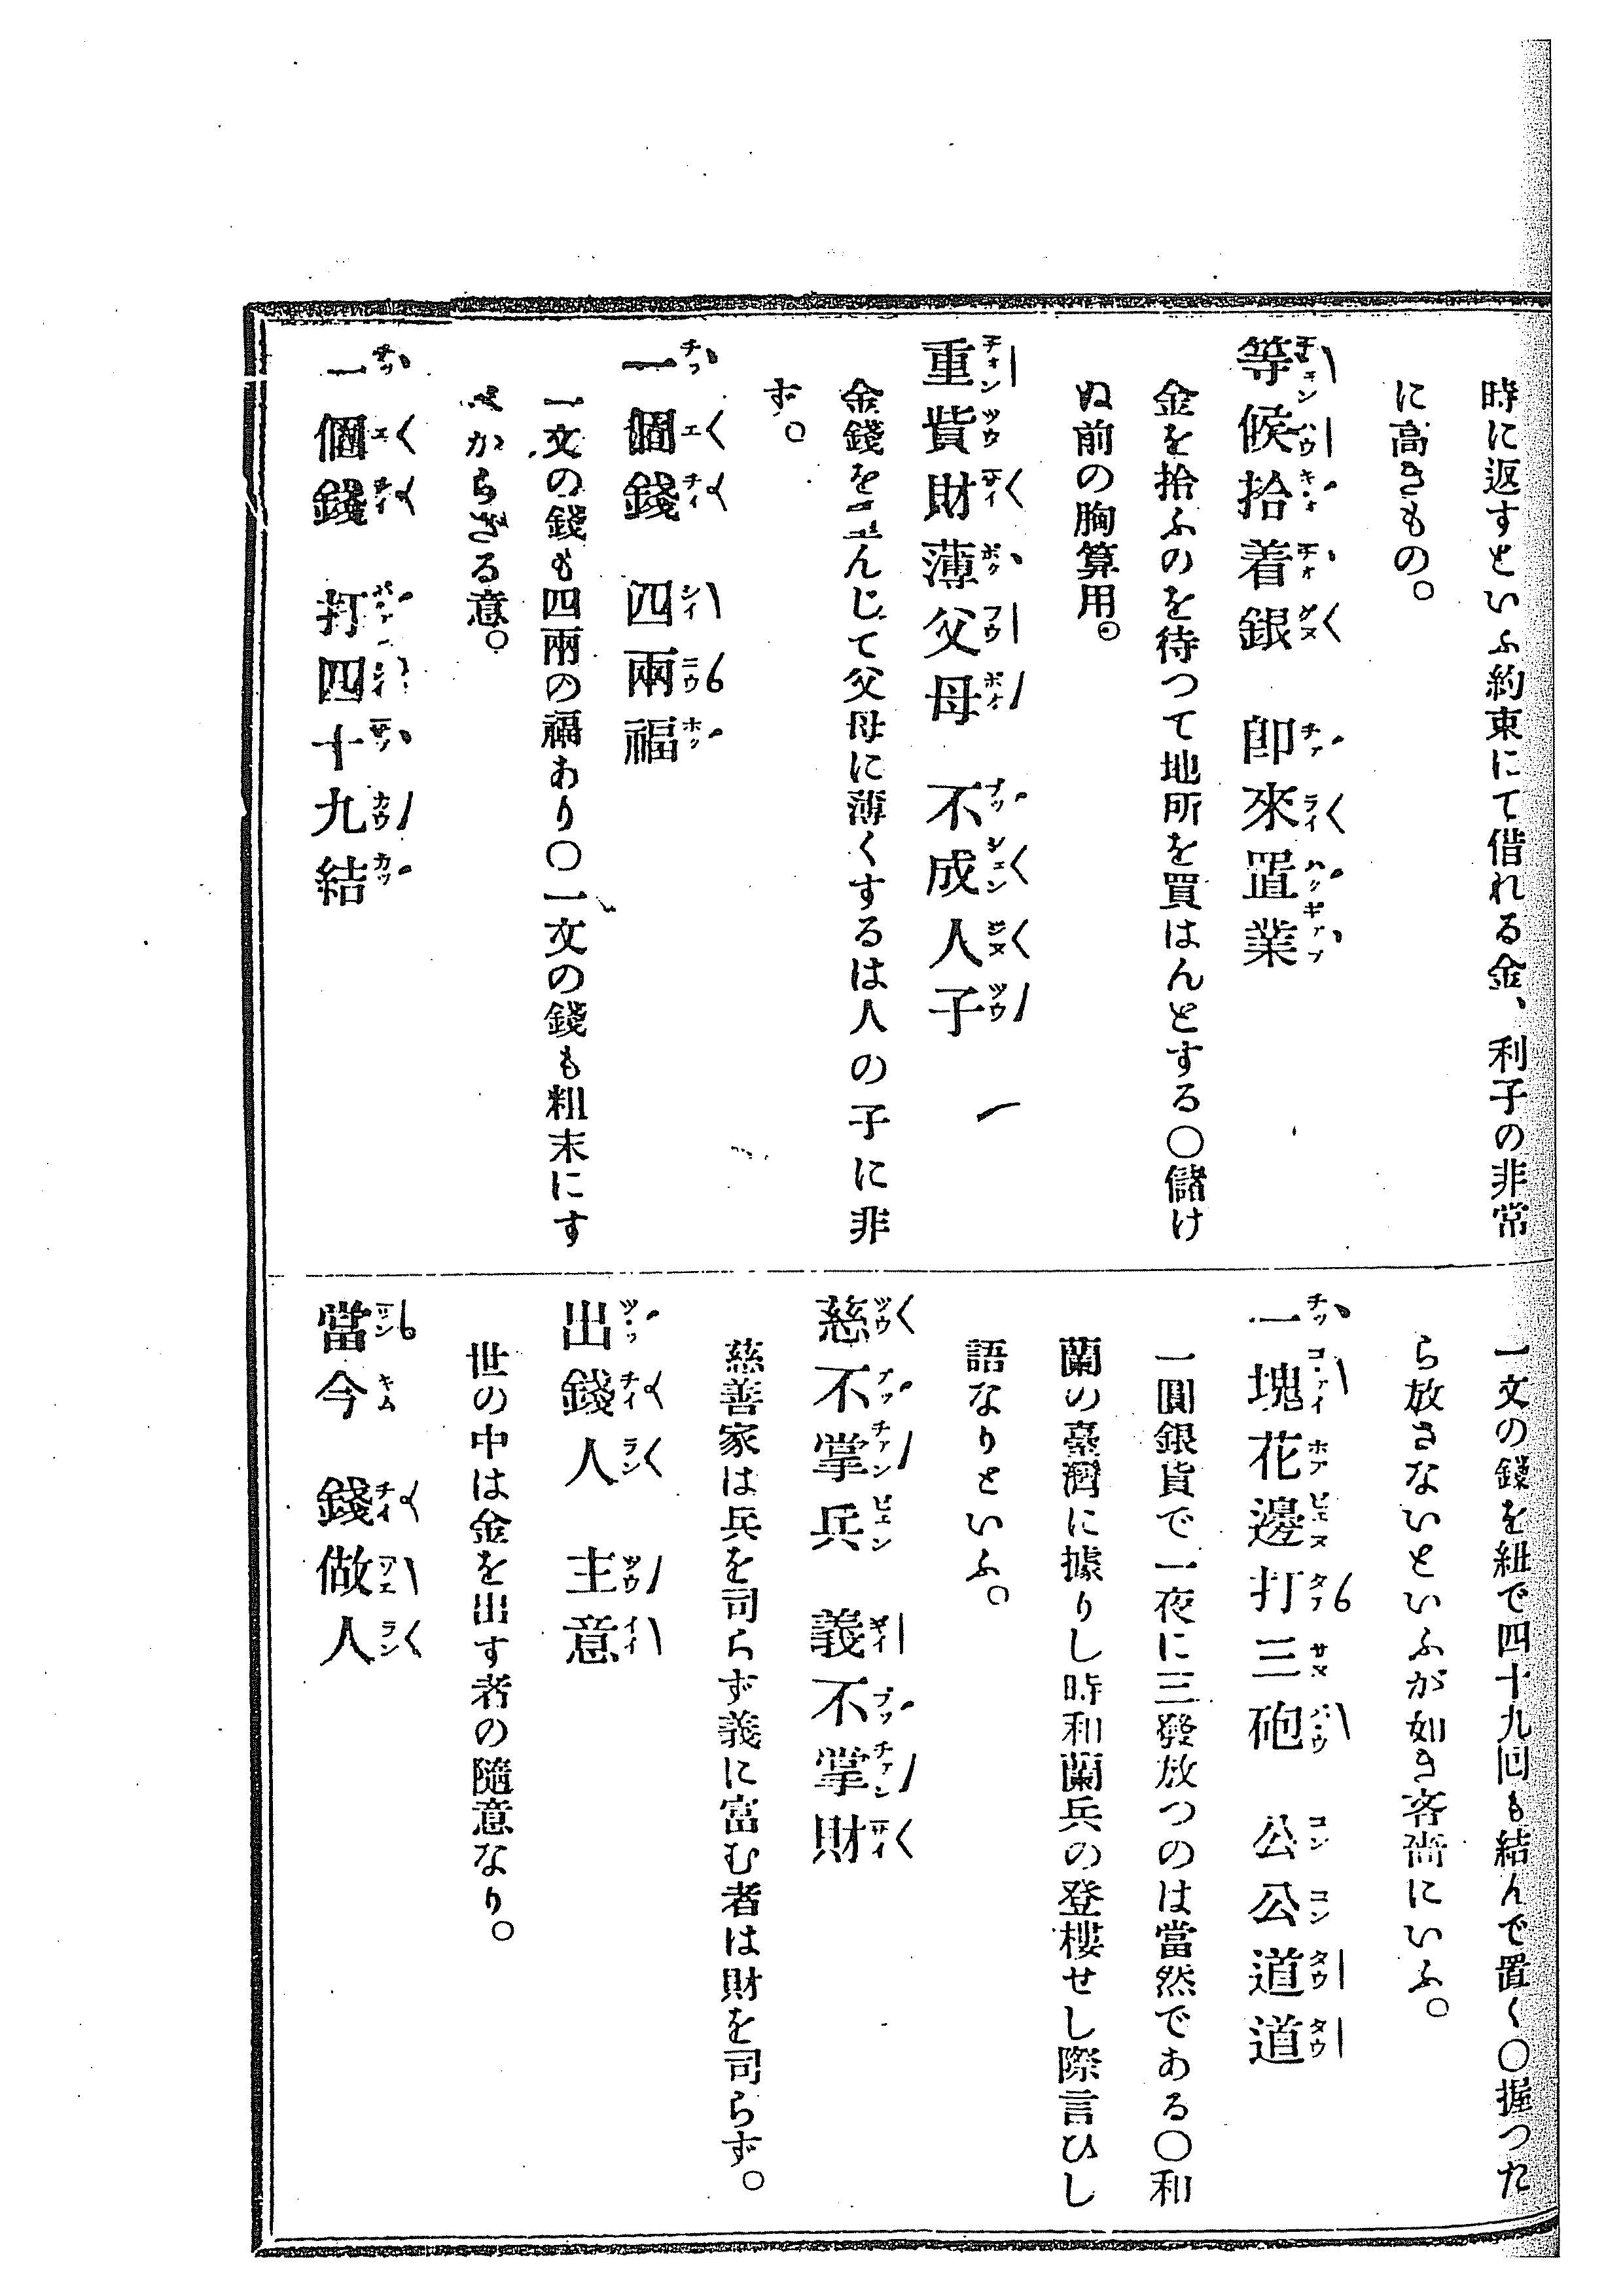 時に返すといふ約束にて借れる金、利子の非常
に高きもの。
等候拾着銀　即來置業
金を拾ふのを待つて地所を買はんとする〇儲け
ぬ前の胸算用。
重貲財薄父母　不成人子
金錢を重んじて父母に薄くするは人の子に非
ず。
一個錢　四兩福
一文の錢も四兩の福あり〇一文の錢も粗末にす
べからざる意。
一個錢　打四十九結
一文の錢を紐で四十九回も結んで置く〇握つた
ら放さないといふが如き吝嗇にいふ。
一塊花邊打三砲　公公道道
一圓銀貨で一夜に三發放つのは當然である〇和
蘭の臺灣に據りし時和蘭兵の登樓せし際言ひし
語なりといふ。
慈不掌兵　義不掌財
慈善家は兵を司らず義に富む者は財を司らず。
出錢人　主意
世の中は金を出す者の隨意なり。
當今　錢做人